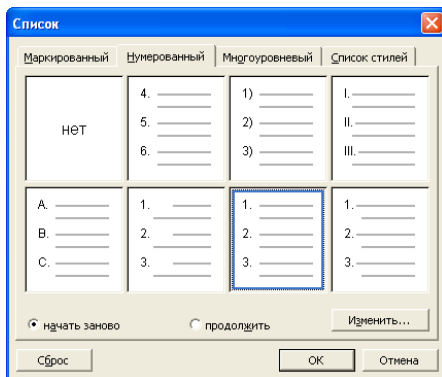 Список
Маркированный Нумерованный Многоуровневый Список стилей
нет
4.
5.
6.
1)
2)
3)
I.
II.
III.
A.
B.
C.
1.
2.
3.
1.
2.
3.
1.
2.
3.
начать заново продолжить Изменить...
Сброс ОК Отмена